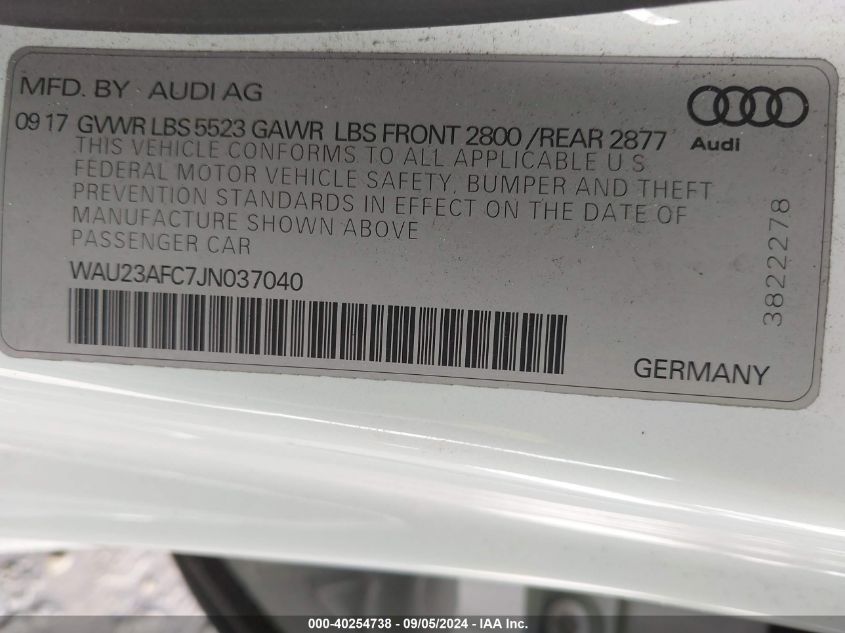 MFD. BY AUDI AG
09 17 GVWR LBS 5523 GAWR LBS FRONT 2800 /REAR 2877
Audi
THIS VEHICLE CONFORMS TO ALL APPLICABLE U.S
FEDERAL MOTOR VEHICLE SAFETY, BUMPER AND THEFT
PREVENTION STANDARDS IN EFFECT ON THE DATE OF
MANUFACTURE SHOWN ABOVE
PASSENGER CAR
WAU23AFC7JN037040
38222278
GERMANY
000-40254738 - 09/05/2024 - IAA Inc.